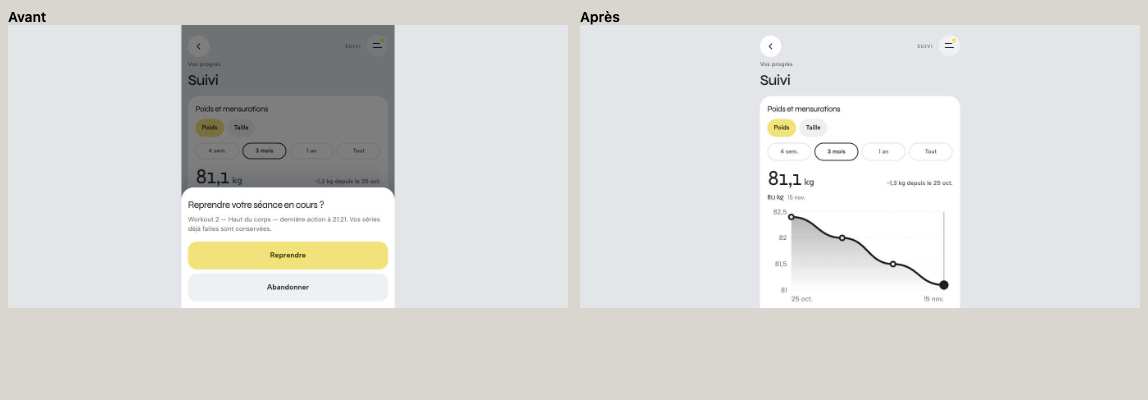 Avant
SUIVI
Vos progrès
Suivi
Poids et mensurations
Poids
Taille
4 sem.
3 mois
1 an
Tout
81,1 kg
−1,3 kg depuis le 25 oct.
Reprendre votre séance en cours ?
Workout 2 — Haut du corps — dernière action à 21:21. Vos séries
déjà faites sont conservées.
Reprendre
Abandonner
Après
SUIVI
Vos progrès
Suivi
Poids et mensurations
Poids
Taille
4 sem.
3 mois
1 an
Tout
81,1 kg
−1,3 kg depuis le 25 oct.
81,1 kg 15 nov.
82,5
82
81,5
81
25 oct.
15 nov.